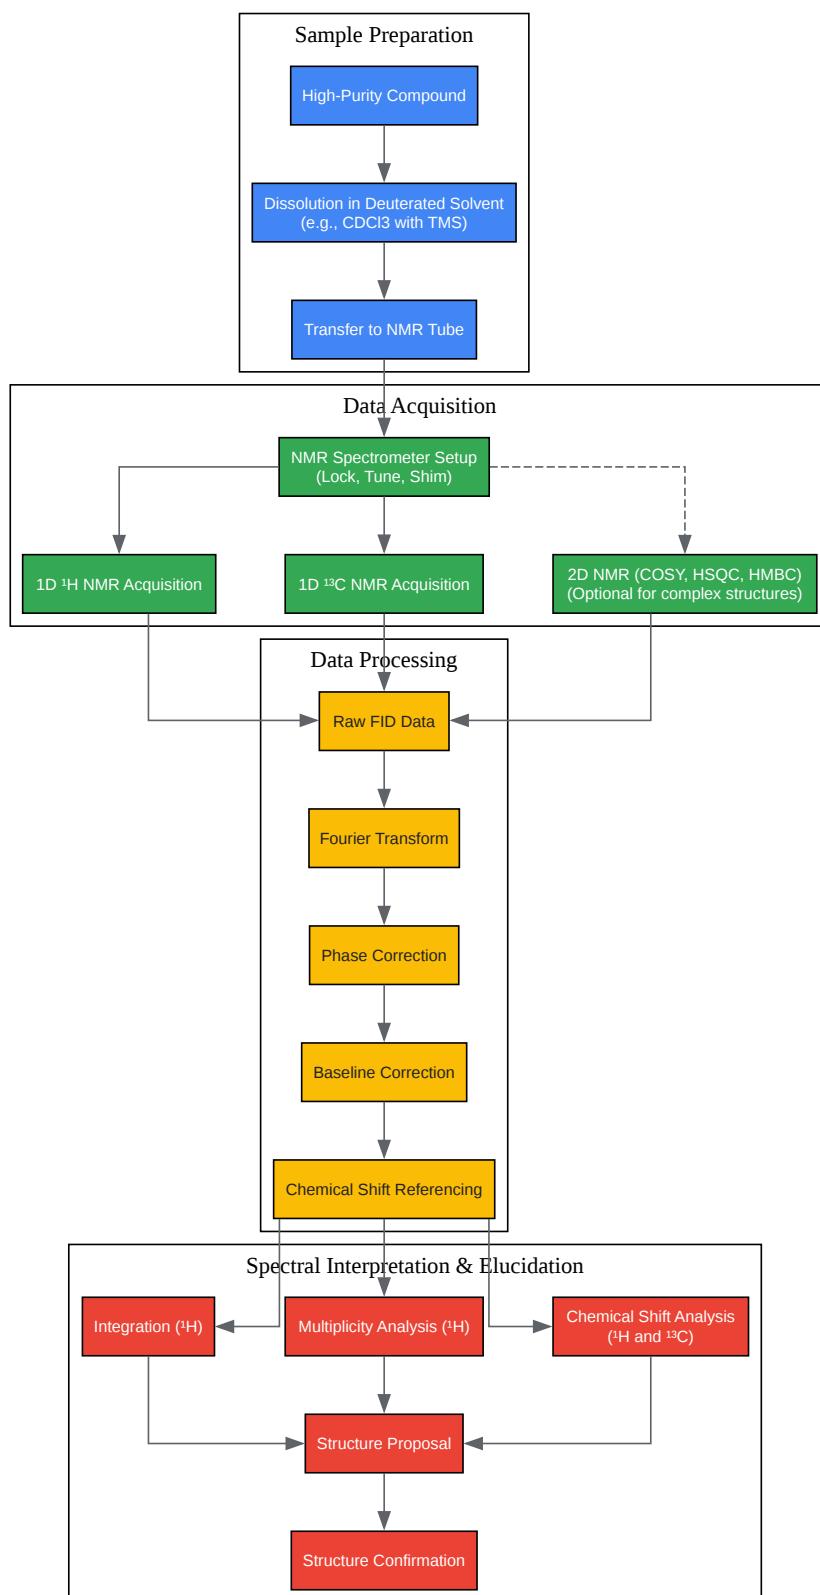 Sample Preparation
High-Purity Compound
Dissolution in Deuterated Solvent
(e.g., CDCl3 with TMS)
Transfer to NMR Tube
Data Acquisition
NMR Spectrometer Setup
(Lock, Tune, Shim)
1D ¹H NMR Acquisition
1D ¹³C NMR Acquisition
2D NMR (COSY, HSQC, HMBC)
(Optional for complex structures)
Data Processing
Raw FID Data
Fourier Transform
Phase Correction
Baseline Correction
Chemical Shift Referencing
Spectral Interpretation & Elucidation
Integration (¹H)
Multiplicity Analysis (¹H)
Chemical Shift Analysis
(¹H and ¹³C)
Structure Proposal
Structure Confirmation